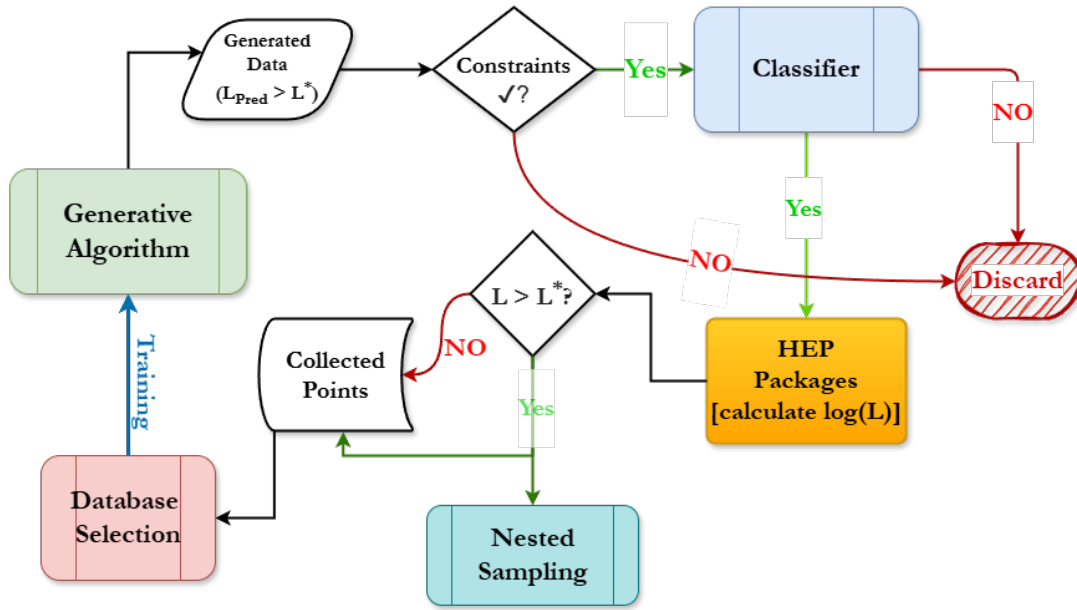 Generated
Data
(L_Pred > L*)
Constraints
✓?
Yes
Classifier
NO
Generative
Algorithm
Yes
NO
Discard
L > L*?
NO
HEP
Packages
[calculate log(L)]
Collected
Points
Training
Yes
Database
Selection
Nested
Sampling